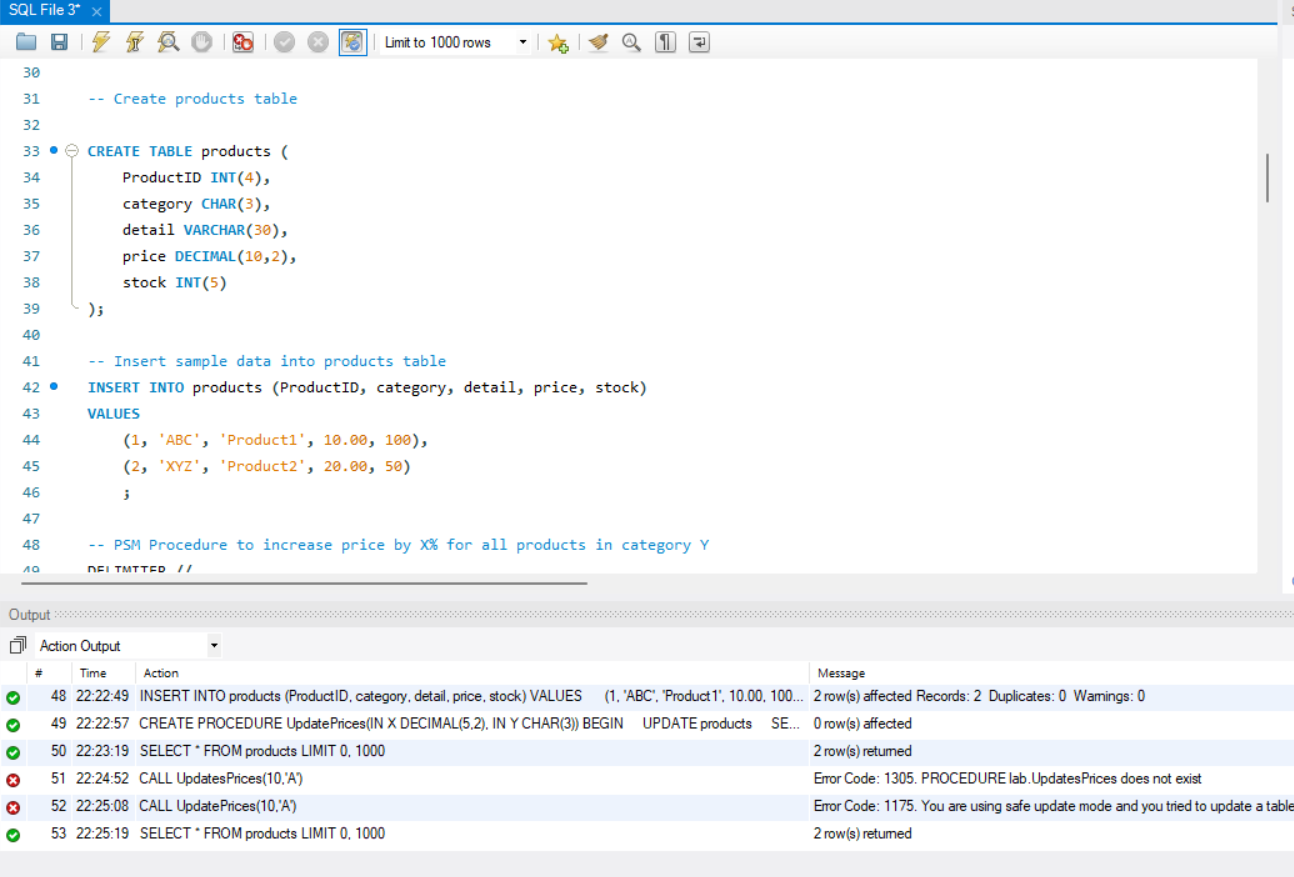 SQL File 3*
Limit to 1000 rows
30
31 -- Create products table
32
33 CREATE TABLE products (
34 ProductID INT(4),
35 category CHAR(3),
36 detail VARCHAR(30),
37 price DECIMAL(10,2),
38 stock INT(5)
39 );
40
41 -- Insert sample data into products table
42 INSERT INTO products (ProductID, category, detail, price, stock)
43 VALUES
44 (1, 'ABC', 'Product1', 10.00, 100),
45 (2, 'XYZ', 'Product2', 20.00, 50)
46 ;
47
48 -- PSM Procedure to increase price by X% for all products in category Y
49 DELIMITER //
Output
Action Output
# Time Action Message
48 22:22:49 INSERT INTO products (ProductID, category, detail, price, stock) VALUES (1, 'ABC', 'Product1', 10.00, 100... 2 row(s) affected Records: 2 Duplicates: 0 Warnings: 0
49 22:22:57 CREATE PROCEDURE UpdatePrices(IN X DECIMAL(5,2), IN Y CHAR(3)) BEGIN UPDATE products SE... 0 row(s) affected
50 22:23:19 SELECT * FROM products LIMIT 0, 1000 2 row(s) returned
51 22:24:52 CALL UpdatesPrices(10,'A') Error Code: 1305. PROCEDURE lab.UpdatesPrices does not exist
52 22:25:08 CALL UpdatePrices(10,'A') Error Code: 1175. You are using safe update mode and you tried to update a table
53 22:25:19 SELECT * FROM products LIMIT 0, 1000 2 row(s) returned